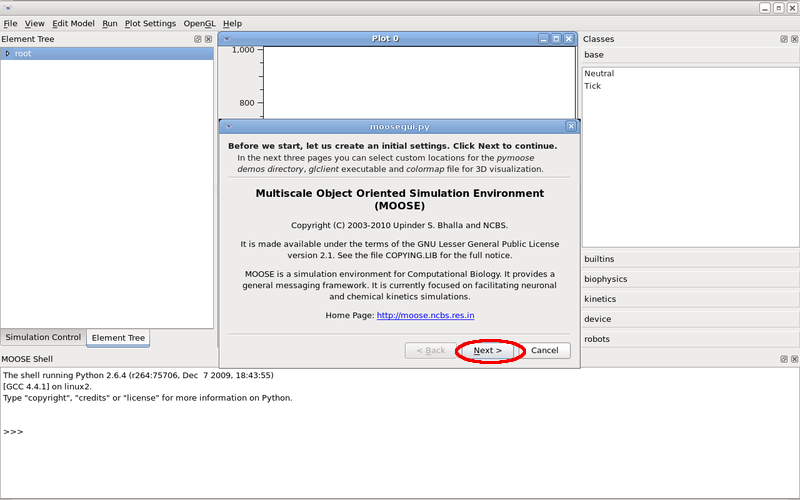 File View Edit Model Run Plot Settings OpenGL Help
Element Tree
root
Simulation Control Element Tree
Plot 0
1,000
800
moosegui.py
Before we start, let us create an initial settings. Click Next to continue.
In the next three pages you can select custom locations for the pymoose
demos directory, glclient executable and colormap file for 3D visualization.
Multiscale Object Oriented Simulation Environment
(MOOSE)
Copyright (C) 2003-2010 Upinder S. Bhalla and NCBS.
It is made available under the terms of the GNU Lesser General Public License
version 2.1. See the file COPYING.LIB for the full notice.
MOOSE is a simulation environment for Computational Biology. It provides a
general messaging framework. It is currently focused on facilitating neuronal
and chemical kinetics simulations.
Home Page: http://moose.ncbs.res.in
< Back Next > Cancel
Classes
base
Neutral
Tick
builtins
biophysics
kinetics
device
robots
MOOSE Shell
The shell running Python 2.6.4 (r264:75706, Dec  7 2009, 18:43:55)
[GCC 4.4.1] on linux2.
Type "copyright", "credits" or "license" for more information on Python.
>>>